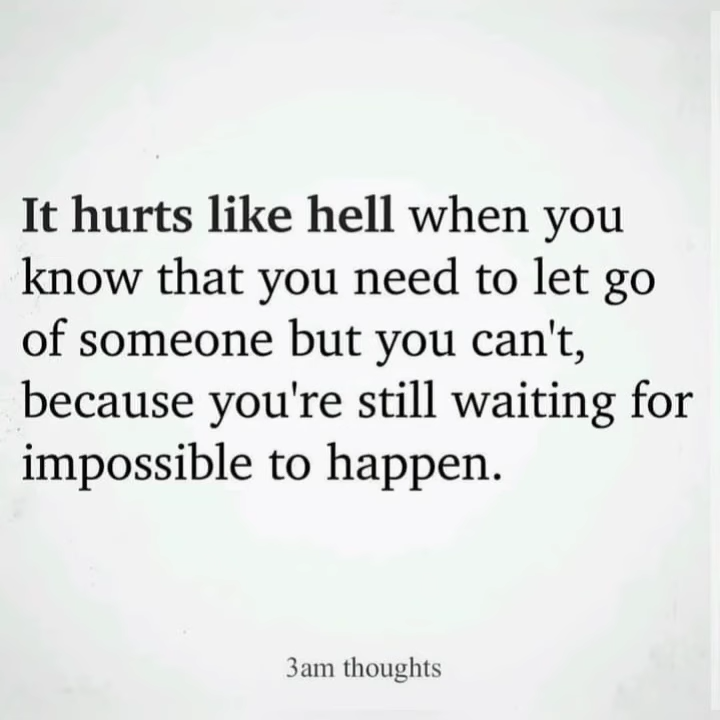 It hurts like hell when you
know that you need to let go
of someone but you can't,
because you're still waiting for
impossible to happen.
3am thoughts